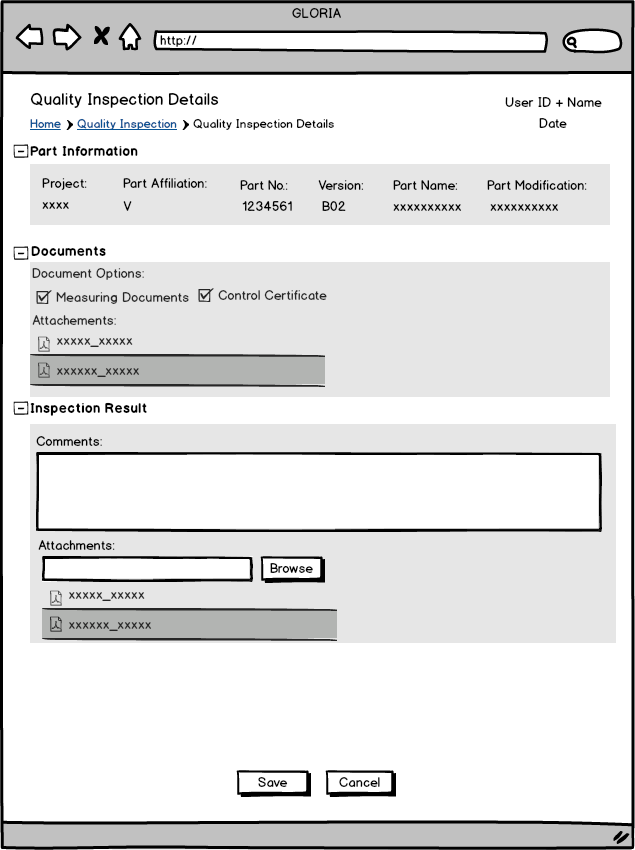 GLORIA
http://
Quality Inspection Details
User ID + Name
Home Quality Inspection Quality Inspection Details
Date
Part Information
Project: Part Affiliation: Part No.: Version: Part Name: Part Modification:
xxxx V 1234561 B02 xxxxxxxxxx xxxxxxxxxx
Documents
Document Options:
Measuring Documents Control Certificate
Attachements:
xxxxx_xxxxx
xxxxxx_xxxxx
Inspection Result
Comments:
Attachments:
Browse
xxxxx_xxxxx
xxxxxx_xxxxx
Save Cancel